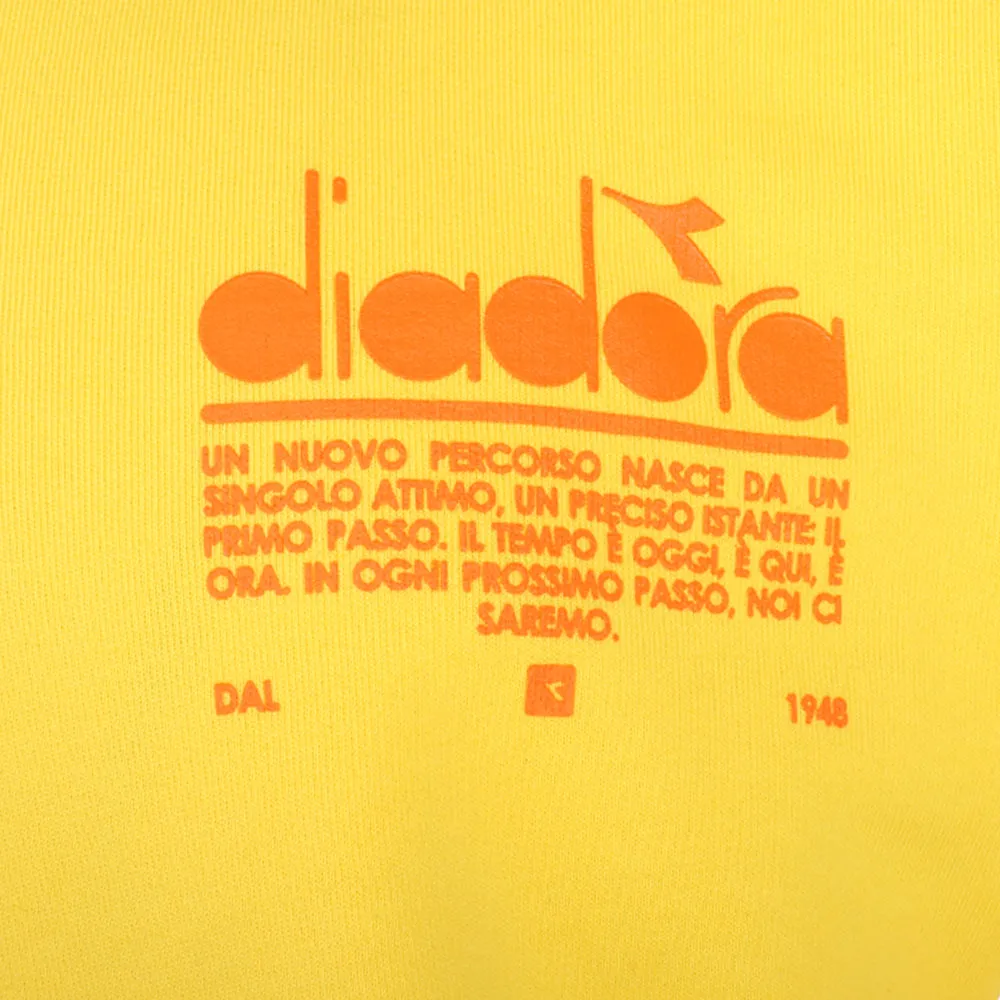 diadora
UN NUOVO PERCORSO NASCE DA UN
SINGOLO ATTIMO, UN PRECISO ISTANTE: IL
PRIMO PASSO. IL TEMPO È OGGI, È QUI, È
ORA. IN OGNI PROSSIMO PASSO, NOI CI
SAREMO.
DAL 1948